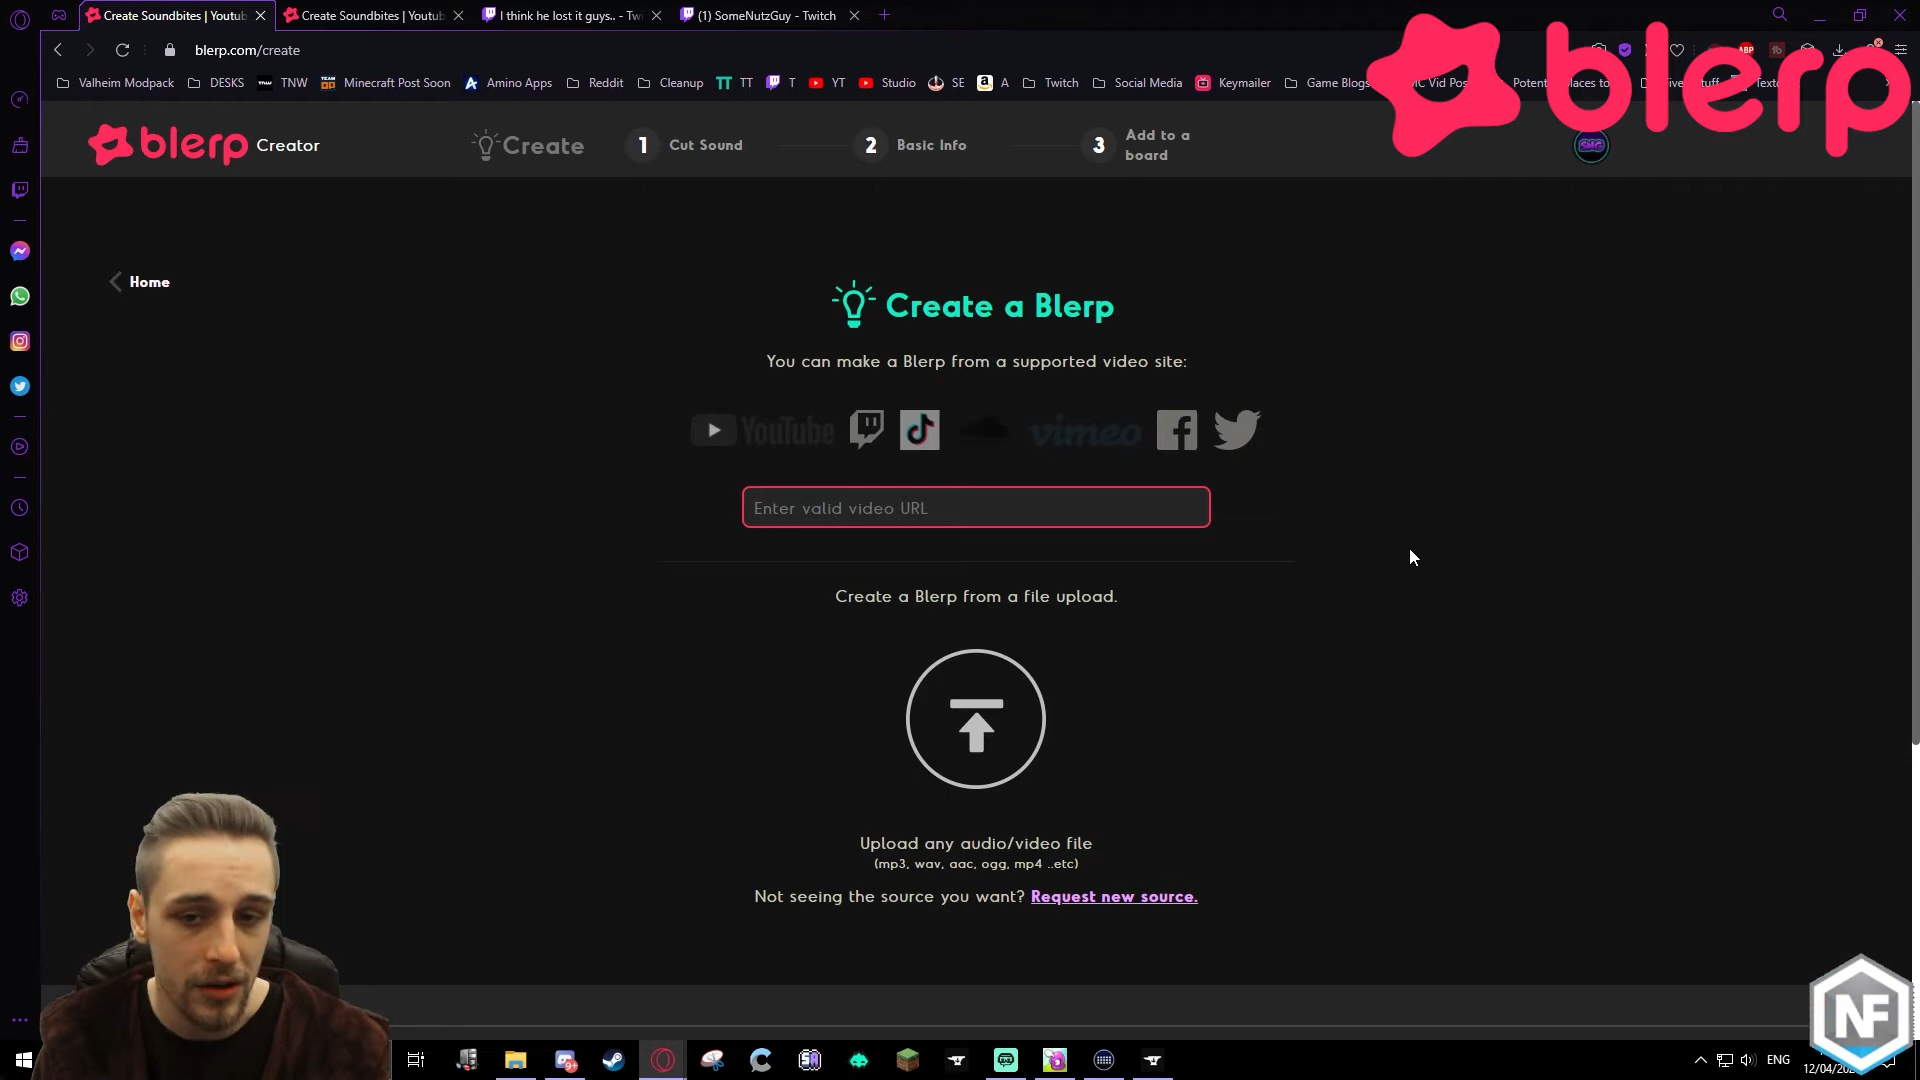 Create Soundbites | Youtub
Create Soundbites | Youtub
I think he lost it guys.. - Tw
(1) SomeNutzGuy - Twitch
blerp.com/create
ABP
Valheim Modpack
DESKS
TNW
Minecraft Post Soon
Amino Apps
Reddit
Cleanup
TT
T
YT
Studio
SE
A
Twitch
Social Media
Keymailer
Game Blogs
blerp
blerp Creator
Create
1 Cut Sound
2 Basic Info
3 Add to a
board
SNG
Home
Create a Blerp
You can make a Blerp from a supported video site:
YouTube
vimeo
Enter valid video URL
Create a Blerp from a file upload.
Upload any audio/video file
(mp3, wav, aac, ogg, mp4 ..etc)
Not seeing the source you want? Request new source.
NF
ENG